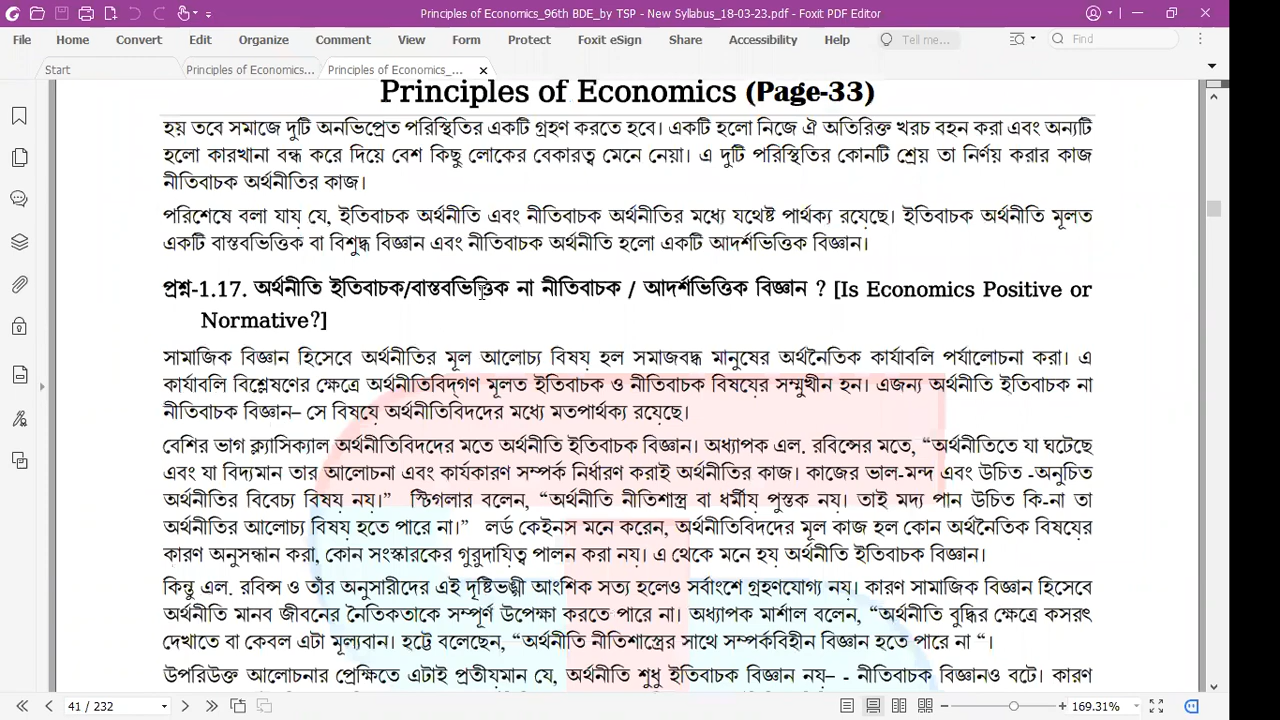 Principles of Economics_96th BDE_by TSP - New Syllabus_18-03-23.pdf - Foxit PDF Editor
File Home Convert Edit Organize Comment View Form Protect Foxit eSign Share Accessibility Help Tell me... Find
Start Principles of Economics... Principles of Economics_...
Principles of Economics (Page-33)
হয় তবে সমাজে দুটি অনভিপ্রেত পরিস্থিতির একটি গ্রহণ করতে হবে। একটি হলো নিজে ঐ অতিরিক্ত খরচ বহন করা এবং অন্যটি
হলো কারখানা বন্ধ করে দিয়ে বেশ কিছু লোকের বেকারত্ব মেনে নেয়া। এ দুটি পরিস্থিতির কোনটি শ্রেয় তা নির্ণয় করার কাজ
নীতিবাচক অর্থনীতির কাজ।
পরিশেষে বলা যায় যে, ইতিবাচক অর্থনীতি এবং নীতিবাচক অর্থনীতির মধ্যে যথেষ্ট পার্থক্য রয়েছে। ইতিবাচক অর্থনীতি মূলত
একটি বাস্তবভিত্তিক বা বিশুদ্ধ বিজ্ঞান এবং নীতিবাচক অর্থনীতি হলো একটি আদর্শভিত্তিক বিজ্ঞান।
প্রশ্ন-1.17. অর্থনীতি ইতিবাচক/বাস্তবভিত্তিক না নীতিবাচক / আদর্শভিত্তিক বিজ্ঞান ? [Is Economics Positive or
Normative?]
সামাজিক বিজ্ঞান হিসেবে অর্থনীতির মূল আলোচ্য বিষয় হল সমাজবদ্ধ মানুষের অর্থনৈতিক কার্যাবলি পর্যালোচনা করা। এ
কার্যাবলি বিশ্লেষণের ক্ষেত্রে অর্থনীতিবিদ্গণ মূলত ইতিবাচক ও নীতিবাচক বিষয়ের সম্মুখীন হন। এজন্য অর্থনীতি ইতিবাচক না
নীতিবাচক বিজ্ঞান– সে বিষয়ে অর্থনীতিবিদদের মধ্যে মতপার্থক্য রয়েছে।
বেশির ভাগ ক্ল্যাসিক্যাল অর্থনীতিবিদদের মতে অর্থনীতি ইতিবাচক বিজ্ঞান। অধ্যাপক এল. রবিন্সের মতে, “অর্থনীতিতে যা ঘটেছে
এবং যা বিদ্যমান তার আলোচনা এবং কার্যকারণ সম্পর্ক নির্ধারণ করাই অর্থনীতির কাজ। কাজের ভাল-মন্দ এবং উচিত -অনুচিত
অর্থনীতির বিবেচ্য বিষয় নয়।” স্টিগলার বলেন, “অর্থনীতি নীতিশাস্ত্র বা ধর্মীয় পুস্তক নয়। তাই মদ্য পান উচিত কি-না তা
অর্থনীতির আলোচ্য বিষয় হতে পারে না।” লর্ড কেইনস মনে করেন, অর্থনীতিবিদদের মূল কাজ হল কোন অর্থনৈতিক বিষয়ের
কারণ অনুসন্ধান করা, কোন সংস্কারকের গুরুদায়িত্ব পালন করা নয়। এ থেকে মনে হয় অর্থনীতি ইতিবাচক বিজ্ঞান।
কিন্তু এল. রবিন্স ও তাঁর অনুসারীদের এই দৃষ্টিভঙ্গী আংশিক সত্য হলেও সর্বাংশে গ্রহণযোগ্য নয়। কারণ সামাজিক বিজ্ঞান হিসেবে
অর্থনীতি মানব জীবনের নৈতিকতাকে সম্পূর্ণ উপেক্ষা করতে পারে না। অধ্যাপক মার্শাল বলেন, “অর্থনীতি বুদ্ধির ক্ষেত্রে কসরৎ
দেখাতে বা কেবল এটা মূল্যবান। হট্টে বলেছেন, “অর্থনীতি নীতিশাস্ত্রের সাথে সম্পর্কবিহীন বিজ্ঞান হতে পারে না “।
উপরিউক্ত আলোচনার প্রেক্ষিতে এটাই প্রতীয়মান যে, অর্থনীতি শুধু ইতিবাচক বিজ্ঞান নয়– - নীতিবাচক বিজ্ঞানও বটে। কারণ
41 / 232 169.31%